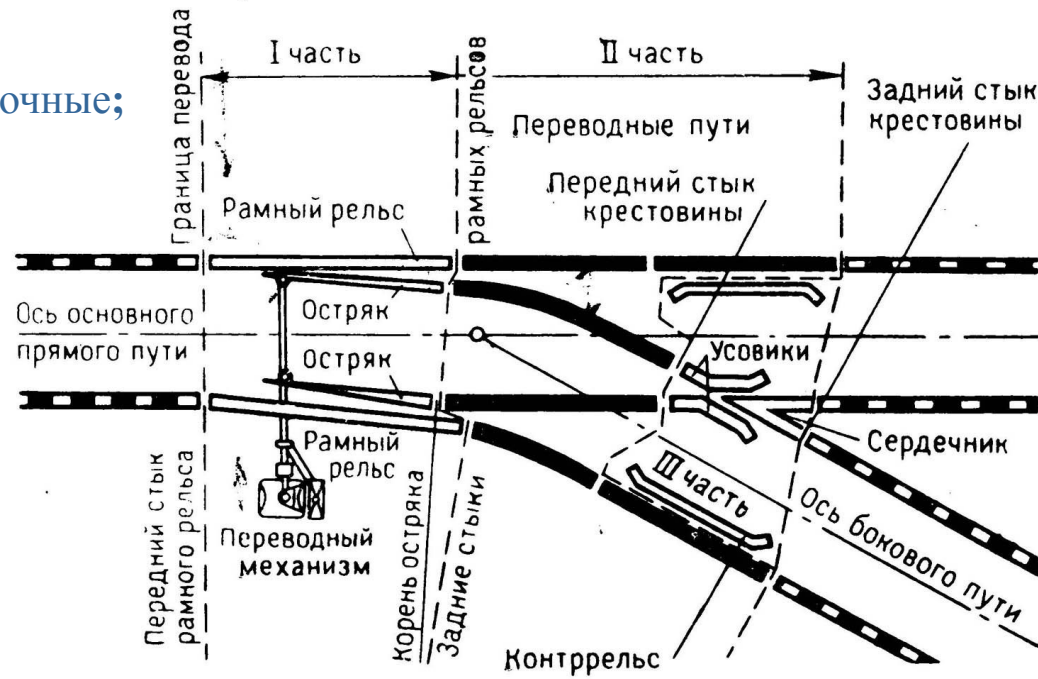 очные;
I часть
II часть
Граница перевода
рамных рельсов
Задний стык
крестовины
Переводные пути
Передний стык
крестовины
Рамный рельс
Остряк
Ось основного
прямого пути
Остряк
Усовики
Сердечник
Рамный
рельс
III часть
Ось бокового пути
Переводный
механизм
Передний стык
рамного рельса
Корень остряка
Задние стыки
Контррельс